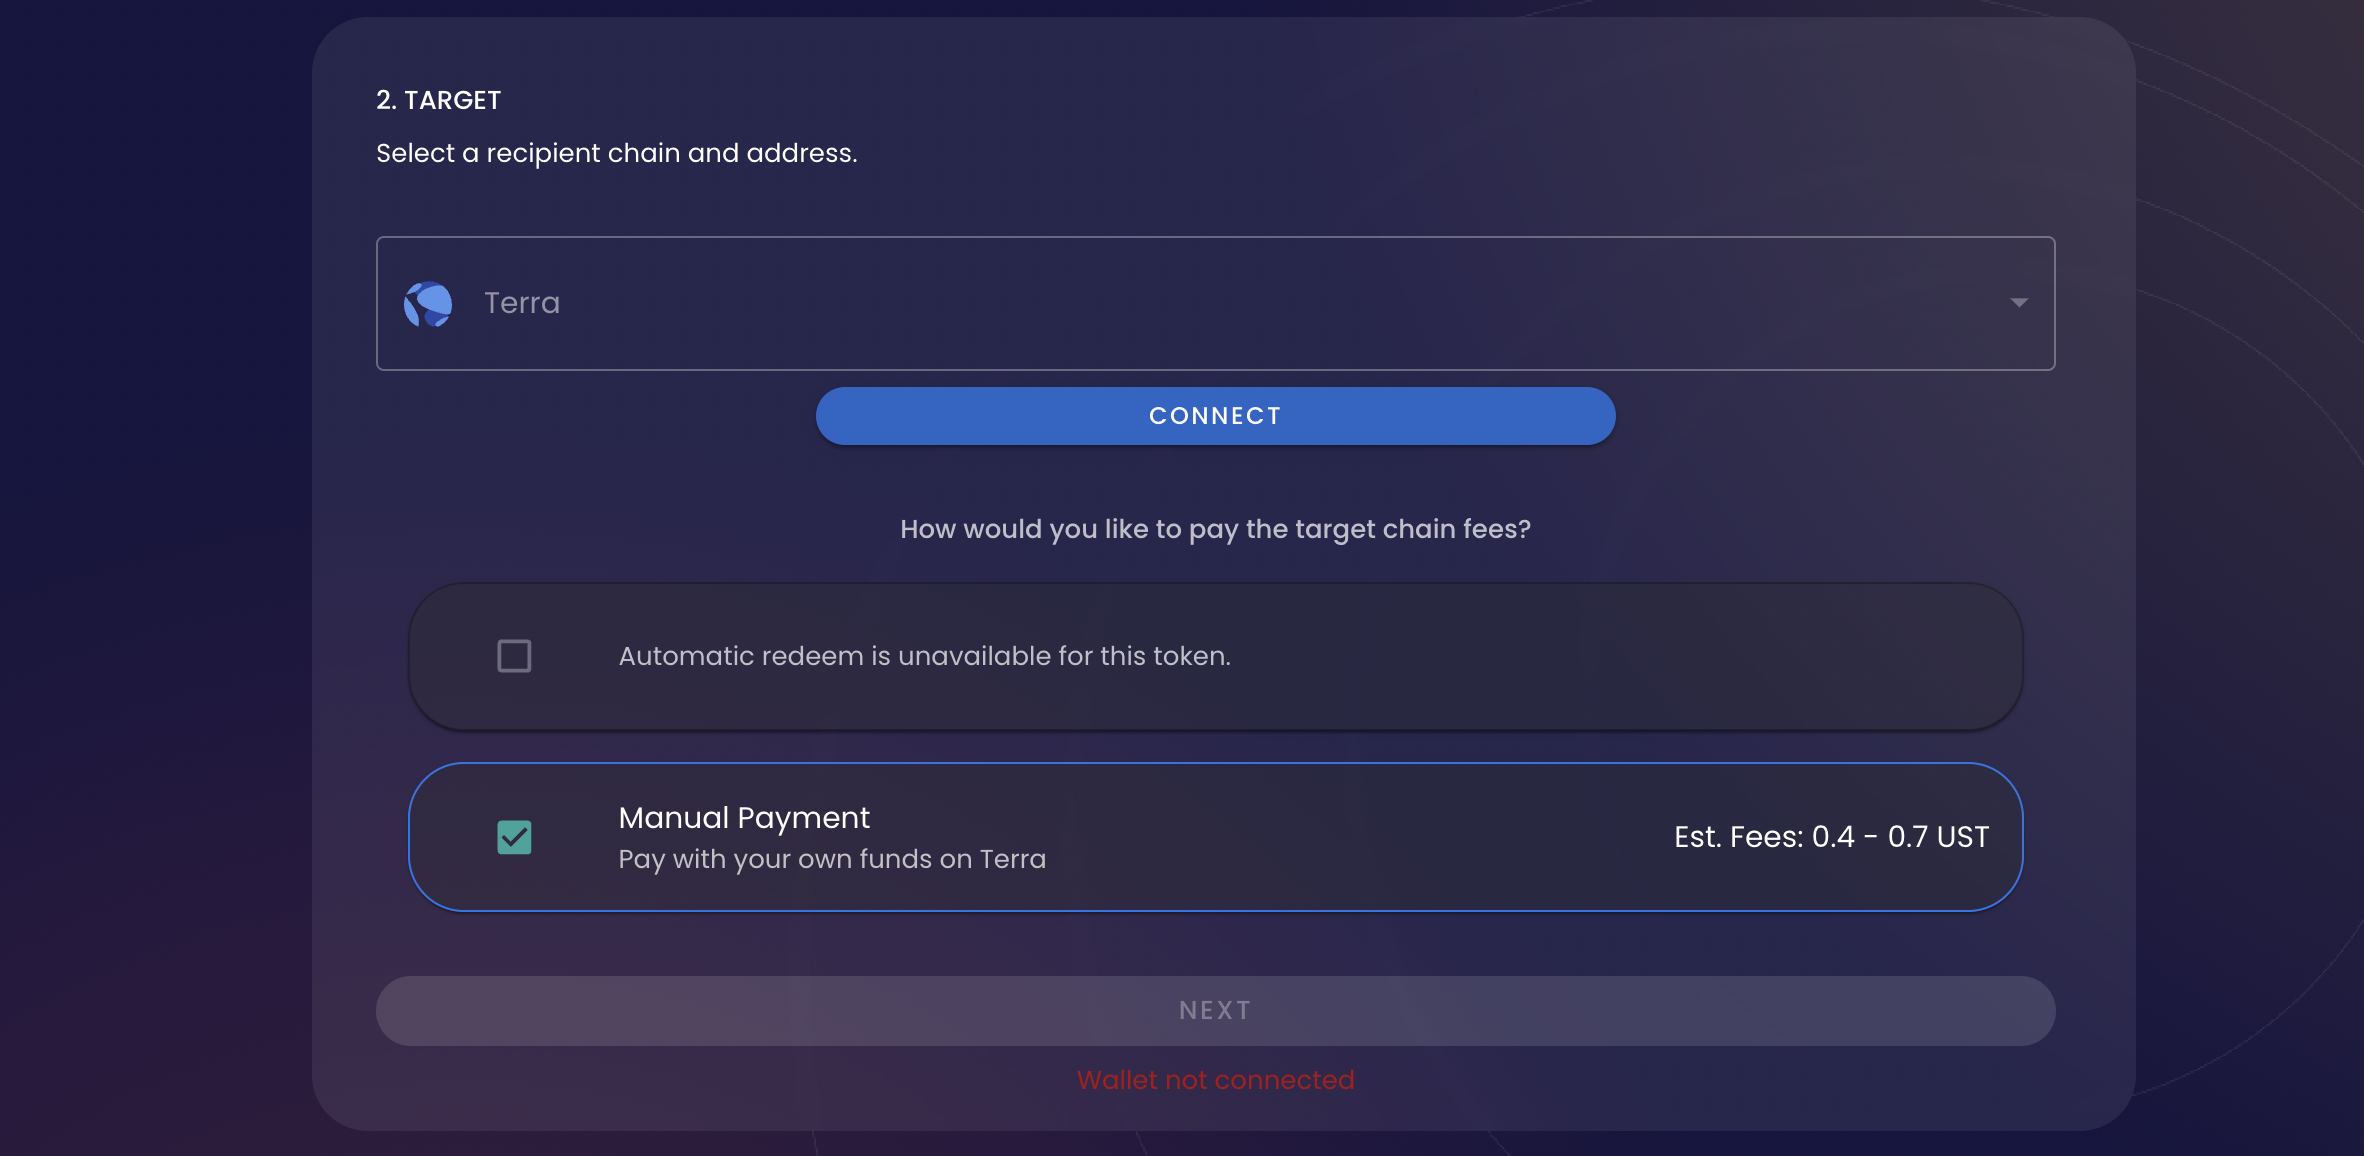 2. TARGET
Select a recipient chain and address.
Terra
CONNECT
How would you like to pay the target chain fees?
Automatic redeem is unavailable for this token.
Manual Payment
Pay with your own funds on Terra
Est. Fees: 0.4 - 0.7 UST
NEXT
Wallet not connected